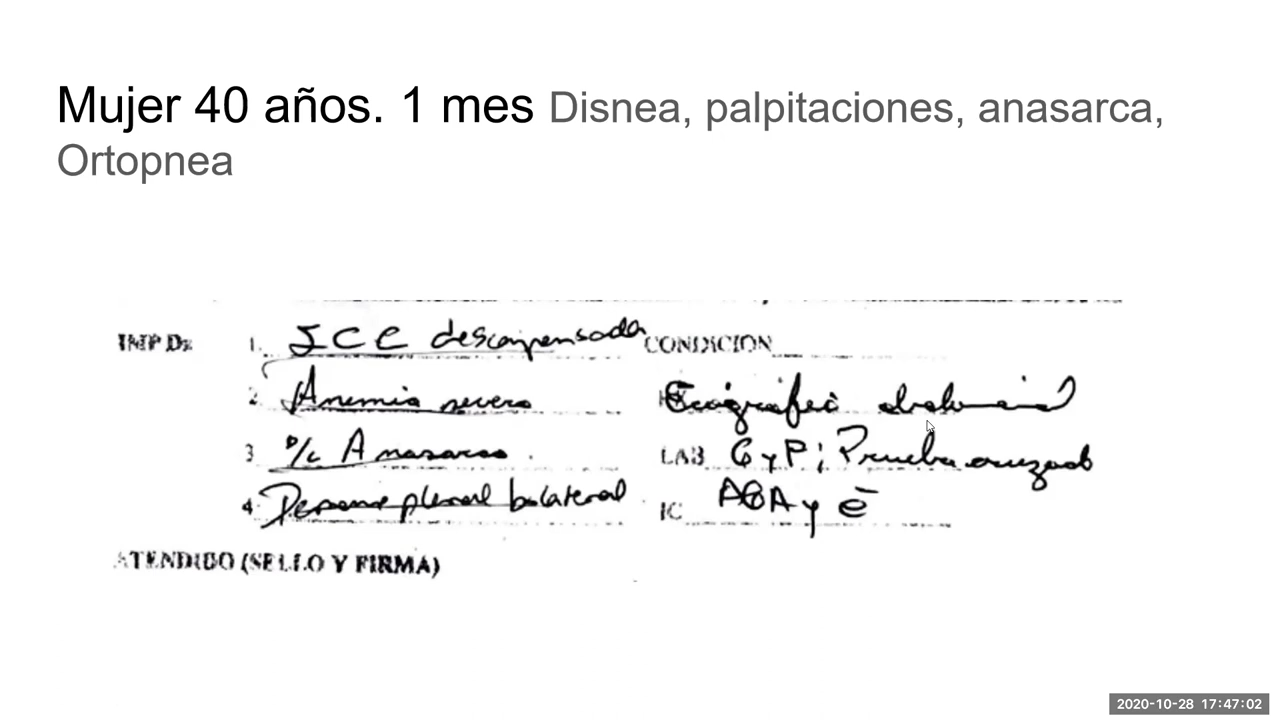 Mujer 40 años. 1 mes Disnea, palpitaciones, anasarca,
Ortopnea
IMP Dx 1. ICC descompensada CONDICION
2. Anemia severa Ecografía abdominal
3 D/c Anasarca LAB G y P; Prueba cruzada
4. Derrame pleural bilateral IC AGA y ē
ATENDIDO (SELLO Y FIRMA)
2020-10-28 17:47:02